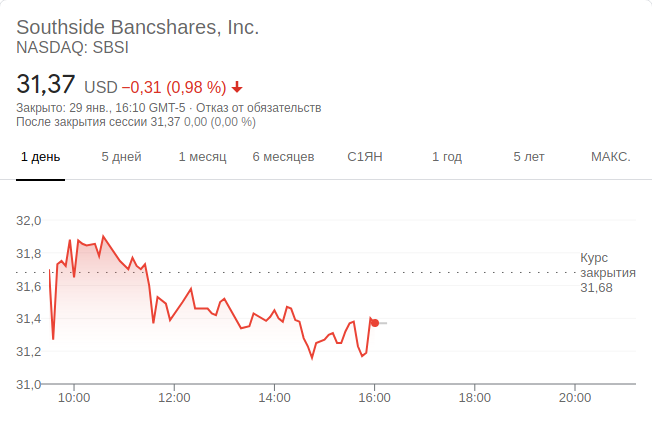 Southside Bancshares, Inc.
NASDAQ: SBSI
31,37 USD −0,31 (0,98 %)
Закрыто: 29 янв., 16:10 GMT-5 · Отказ от обязательств
После закрытия сессии 31,37 0,00 (0,00 %)
1 день 5 дней 1 месяц 6 месяцев С1ЯН 1 год 5 лет МАКС.
32,0
31,8
Курс
закрытия
31,68
31,6
31,4
31,2
31,0
10:00 12:00 14:00 16:00 18:00 20:00